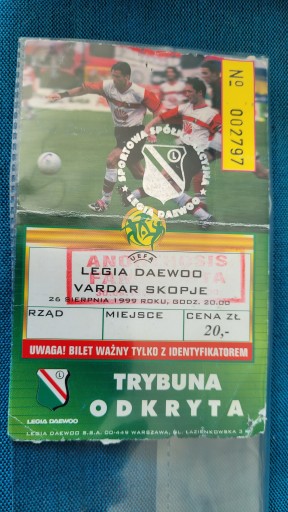 Nº 002797
SPORTOWA SPÓŁKA AKCYJNA
L
LEGIA DAEWOO
UEFA
LEGIA DAEWOO
VARDAR SKOPJE
26 SIERPNIA 1999 ROKU, GODZ. 20.00
RZĄD MIEJSCE CENA ZŁ
20,-
UWAGA! BILET WAŻNY TYLKO Z IDENTYFIKATOREM
TRYBUNA
ODKRYTA
L
LEGIA DAEWOO
LEGIA DAEWOO S.S.A. 00-449 WARSZAWA, UL. ŁAZIENKOWSKA 3